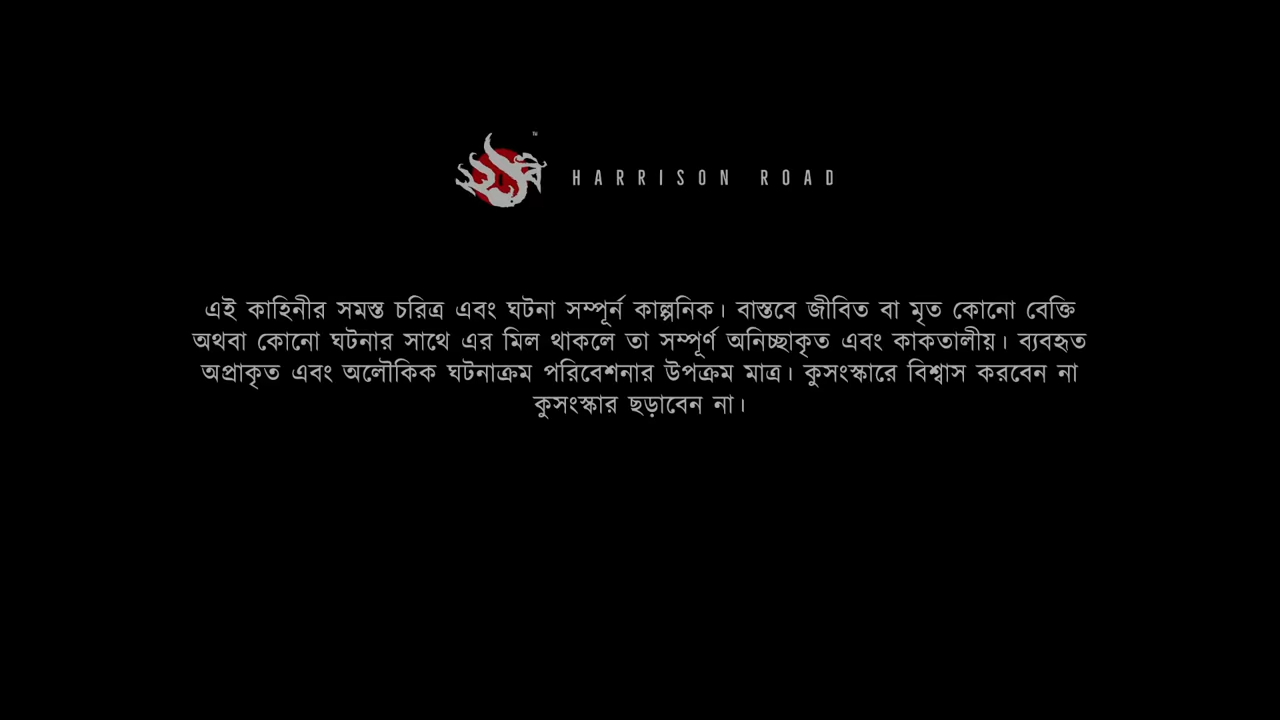 HARRISON ROAD
এই কাহিনীর সমস্ত চরিত্র এবং ঘটনা সম্পূর্ন কাল্পনিক। বাস্তবে জীবিত বা মৃত কোনো বেক্তি
অথবা কোনো ঘটনার সাথে এর মিল থাকলে তা সম্পূর্ণ অনিচ্ছাকৃত এবং কাকতালীয়। ব্যবহৃত
অপ্রাকৃত এবং অলৌকিক ঘটনাক্রম পরিবেশনার উপক্রম মাত্র। কুসংস্কারে বিশ্বাস করবেন না
কুসংস্কার ছড়াবেন না।